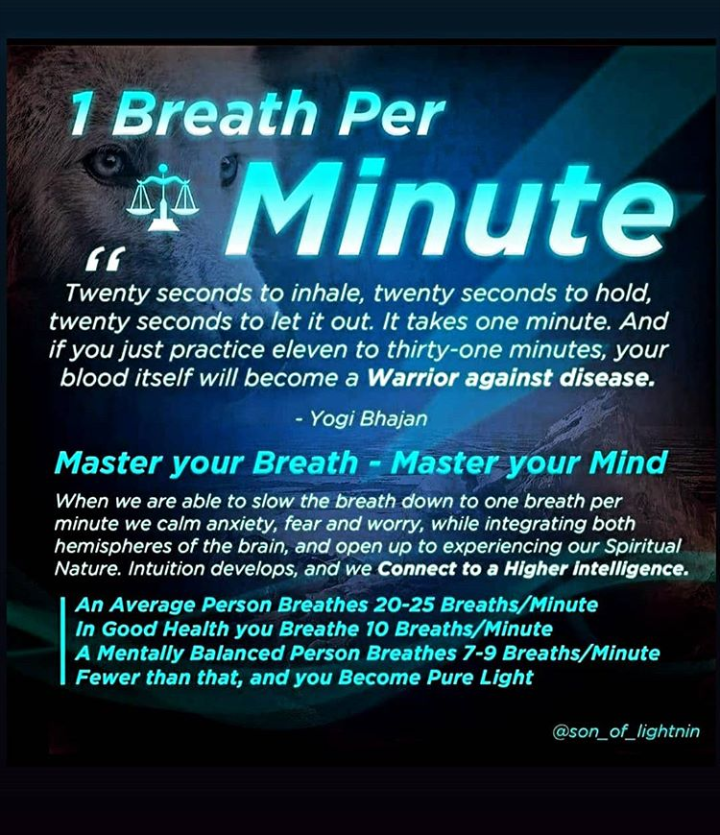 1 Breath Per
Minute
“
Twenty seconds to inhale, twenty seconds to hold,
twenty seconds to let it out. It takes one minute. And
if you just practice eleven to thirty-one minutes, your
blood itself will become a Warrior against disease.
- Yogi Bhajan
Master your Breath - Master your Mind
When we are able to slow the breath down to one breath per
minute we calm anxiety, fear and worry, while integrating both
hemispheres of the brain, and open up to experiencing our Spiritual
Nature. Intuition develops, and we Connect to a Higher Intelligence.
An Average Person Breathes 20-25 Breaths/Minute
In Good Health you Breathe 10 Breaths/Minute
A Mentally Balanced Person Breathes 7-9 Breaths/Minute
Fewer than that, and you Become Pure Light
@son_of_lightnin